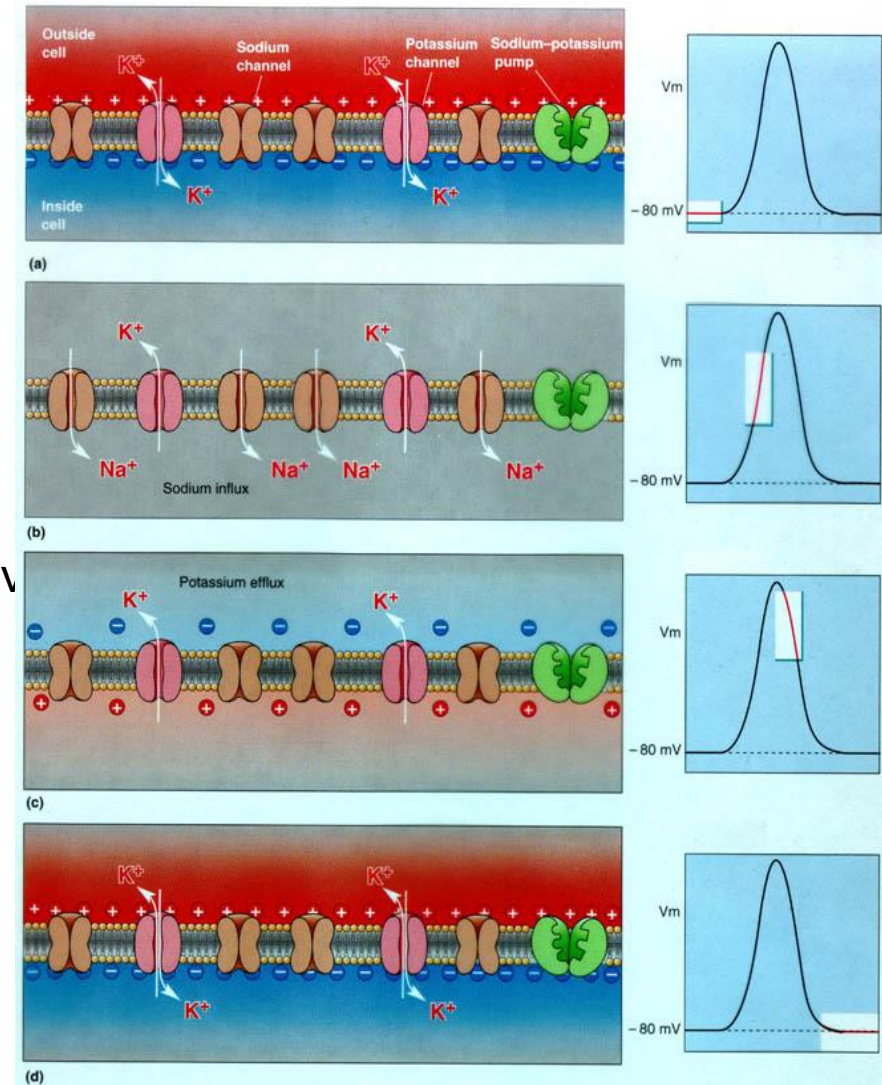 Outside
cell
K+
Sodium
channel
K+
Potassium
channel
Sodium–potassium
pump
K+
K+
Inside
cell
(a)
Vm
– 80 mV
K+
K+
Na+
Na+
Na+
Na+
Sodium influx
(b)
Vm
– 80 mV
V
Potassium efflux
K+
K+
(c)
Vm
– 80 mV
K+
K+
K+
K+
(d)
Vm
– 80 mV